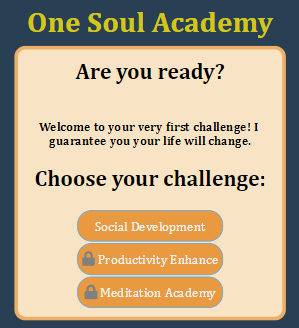 One Soul Academy
Are you ready?
Welcome to your very first challenge! I
guarantee you your life will change.
Choose your challenge:
Social Development
Productivity Enhance
Meditation Academy